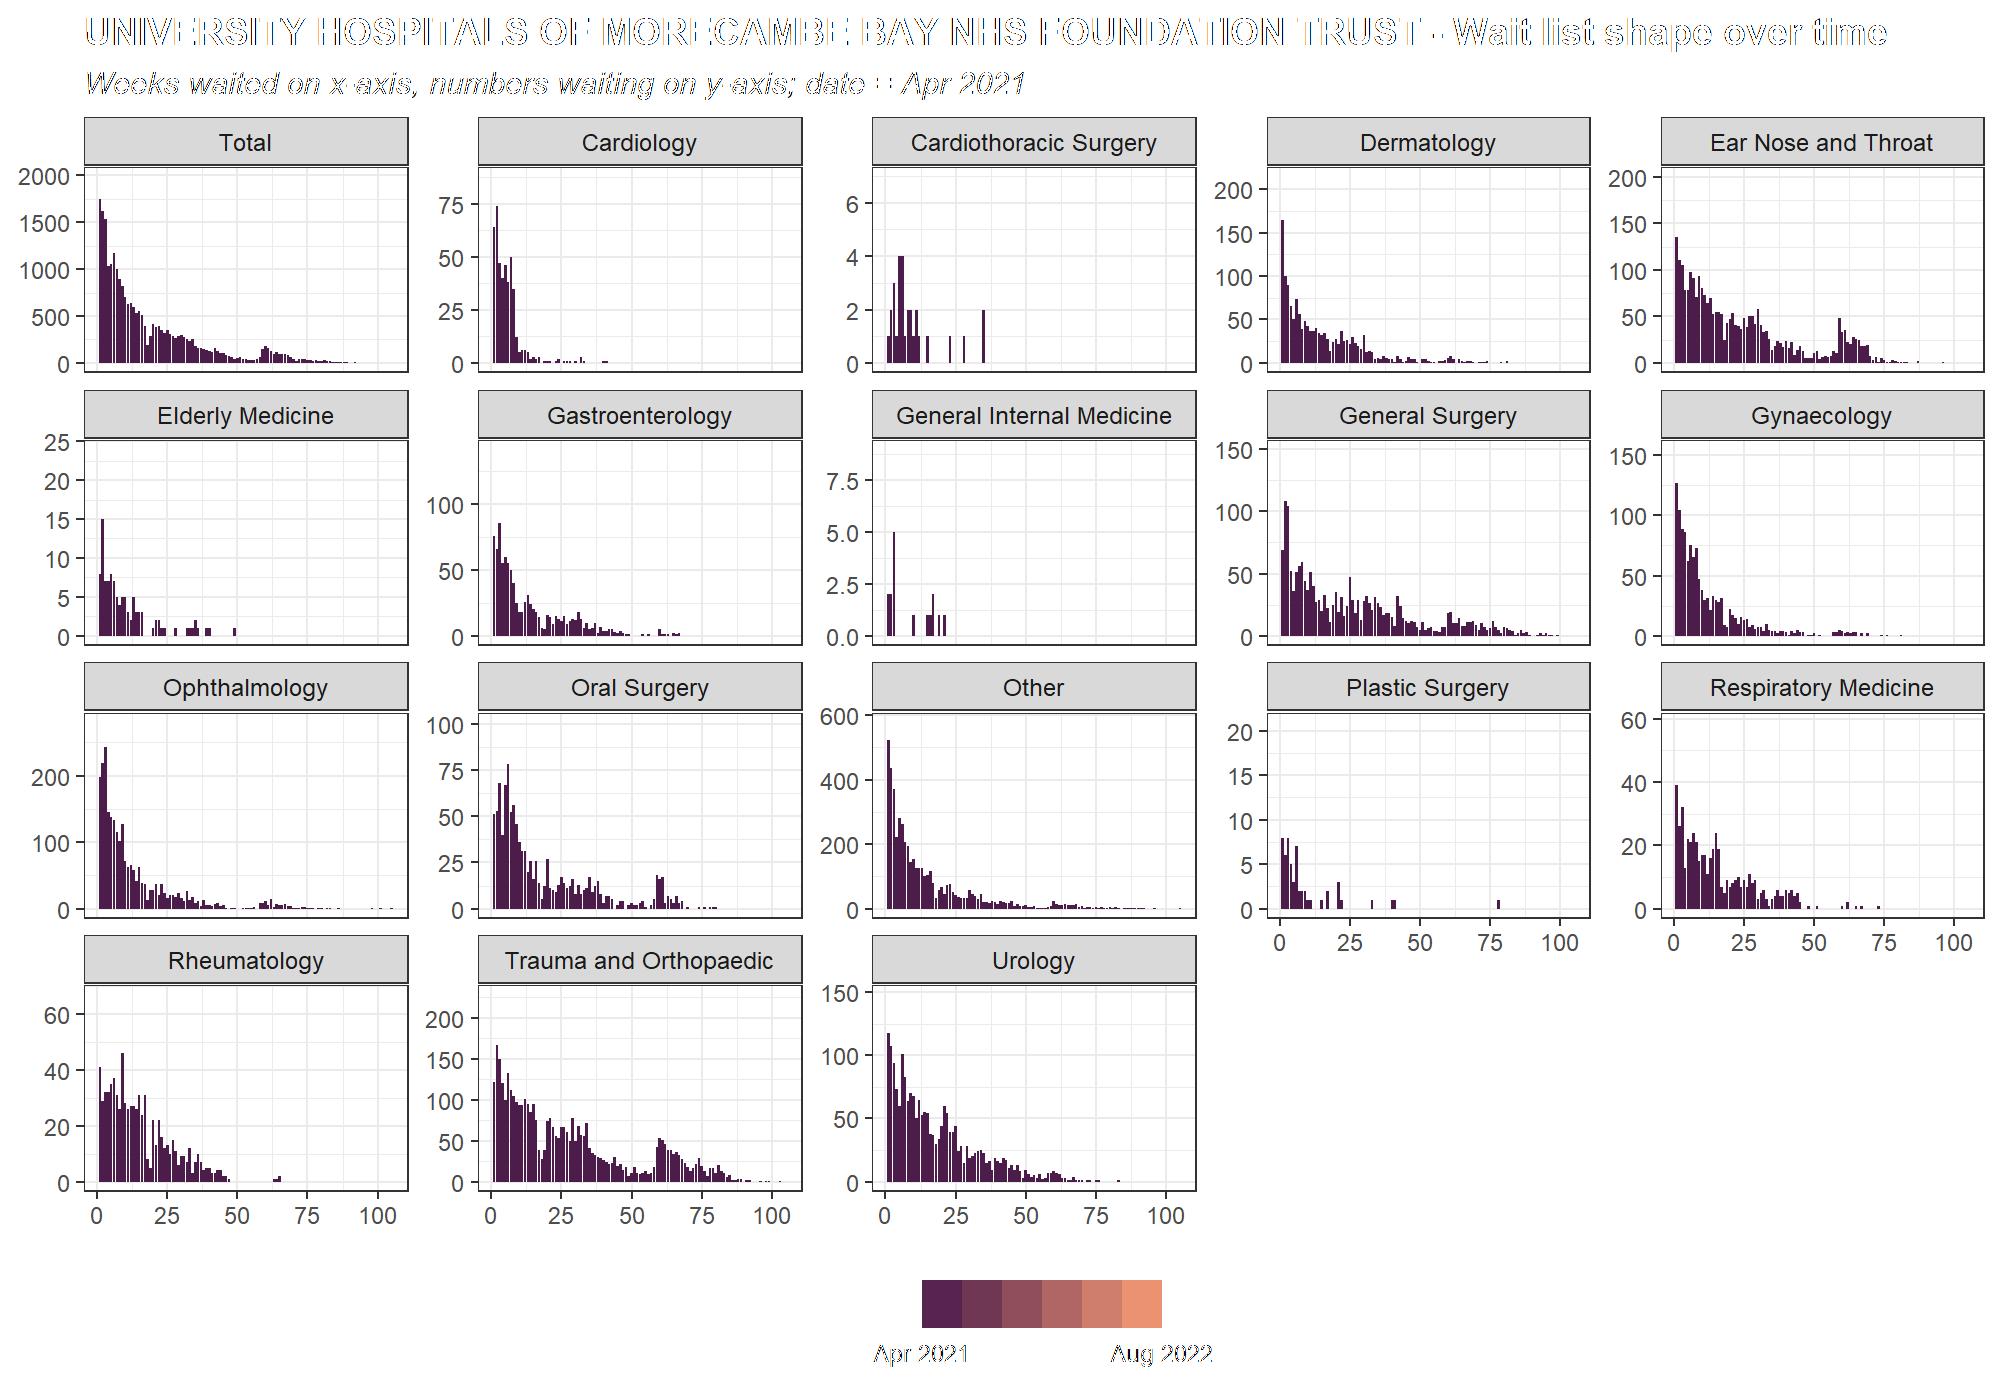 UNIVERSITY HOSPITALS OF MORECAMBE BAY NHS FOUNDATION TRUST - Wait list shape over time
Weeks waited on x-axis, numbers waiting on y-axis; date = Apr 2021
Total Cardiology Cardiothoracic Surgery Dermatology Ear Nose and Throat
2000 1500 1000 500 0
75 50 25 0
6 4 2 0
200 150 100 50 0
200 150 100 50 0
Elderly Medicine Gastroenterology General Internal Medicine General Surgery Gynaecology
25 20 15 10 5 0
100 50 0
7.5 5.0 2.5 0.0
150 100 50 0
150 100 50 0
Ophthalmology Oral Surgery Other Plastic Surgery Respiratory Medicine
200 100 0
100 75 50 25 0
600 400 200 0
20 15 10 5 0
60 40 20 0
0 25 50 75 100
0 25 50 75 100
Rheumatology Trauma and Orthopaedic Urology
60 40 20 0
200 150 100 50 0
150 100 50 0
0 25 50 75 100
0 25 50 75 100
0 25 50 75 100
Apr 2021 Aug 2022